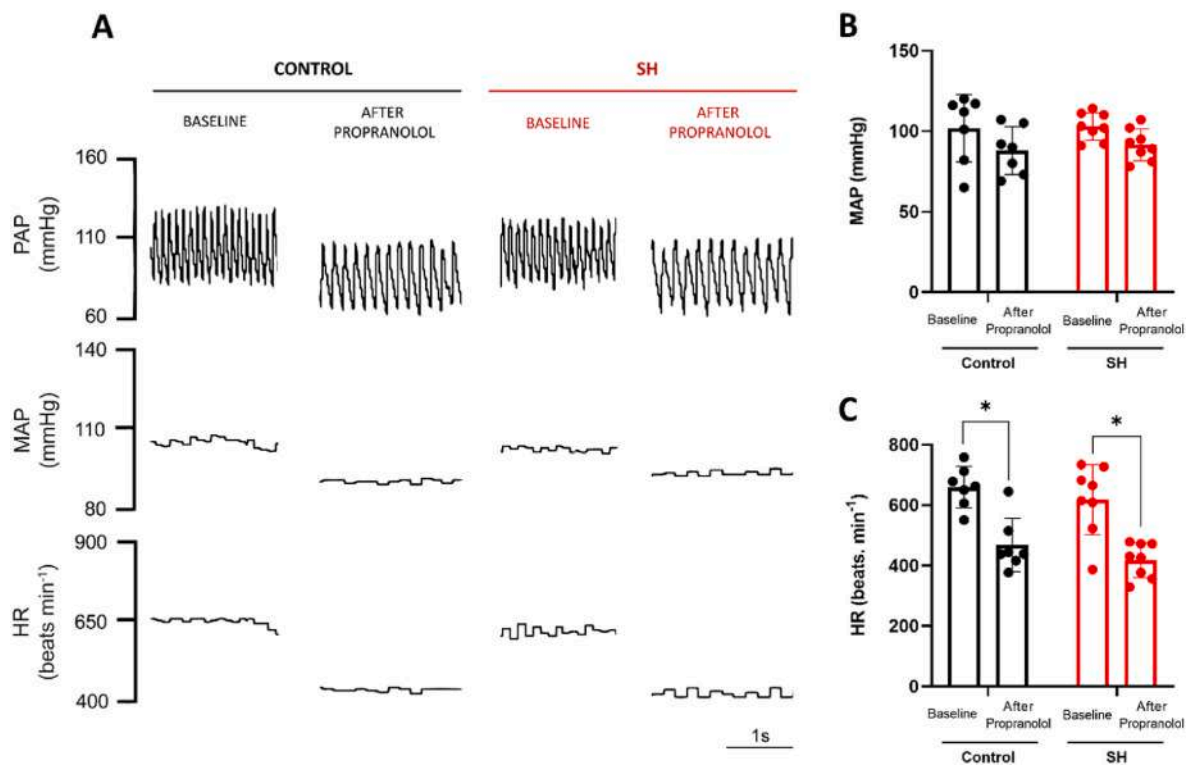 A
CONTROL
SH
BASELINE
AFTER
PROPRANOLOL
BASELINE
AFTER
PROPRANOLOL
160
110
60
PAP
(mmHg)
140
110
80
MAP
(mmHg)
900
650
400
HR
(beats min⁻¹)
1s
B
150
100
50
0
MAP (mmHg)
Baseline
After
Propranolol
Baseline
After
Propranolol
Control
SH
C
*
*
800
600
400
200
0
HR (beats. min⁻¹)
Baseline
After
Propranolol
Baseline
After
Propranolol
Control
SH